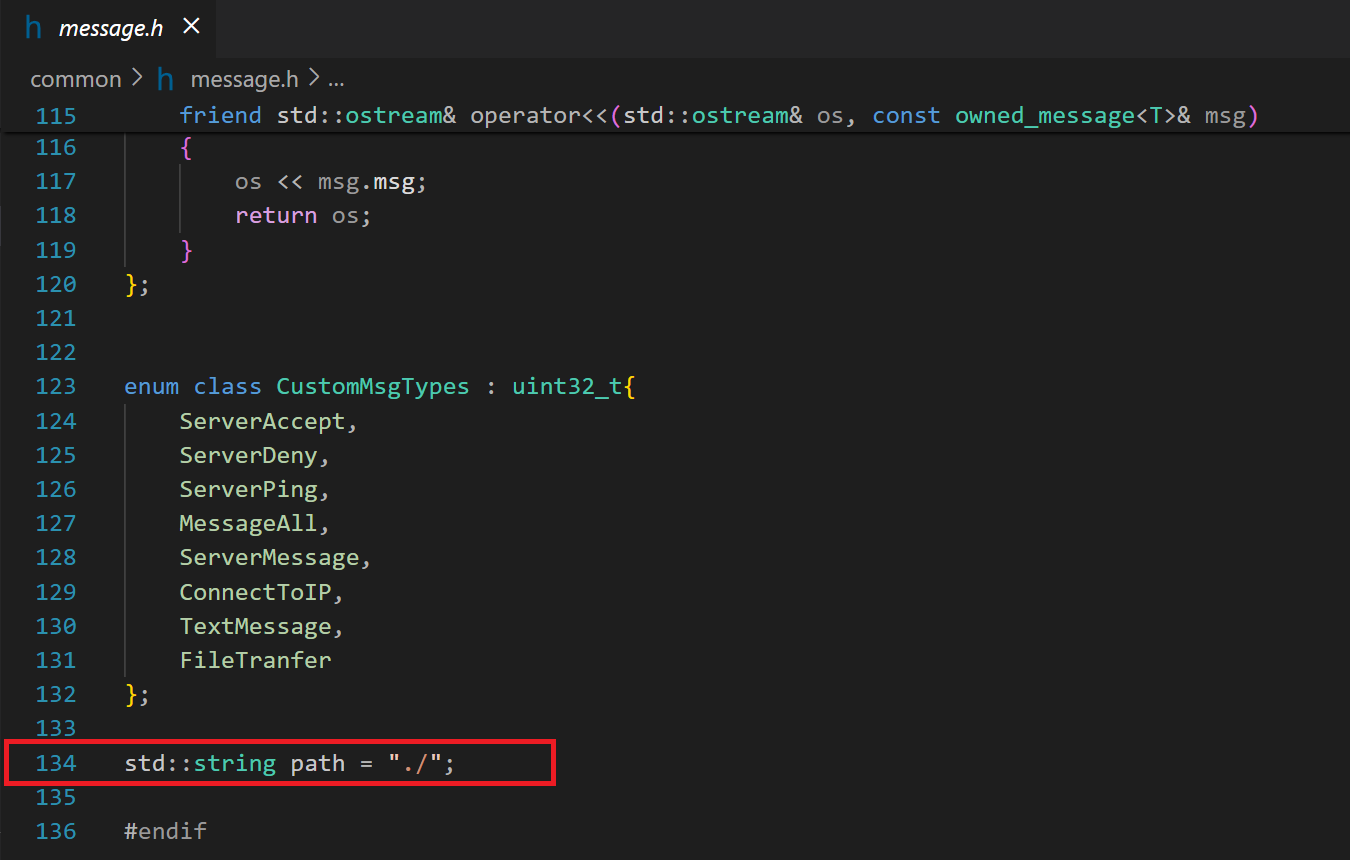 h message.h ×
common > h message.h > ...
115 friend std::ostream& operator<<(std::ostream& os, const owned_message<T>& msg)
116 {
117 os << msg.msg;
118 return os;
119 }
120 };
121
122
123 enum class CustomMsgTypes : uint32_t{
124 ServerAccept,
125 ServerDeny,
126 ServerPing,
127 MessageAll,
128 ServerMessage,
129 ConnectToIP,
130 TextMessage,
131 FileTranfer
132 };
133
134 std::string path = "./";
135
136 #endif